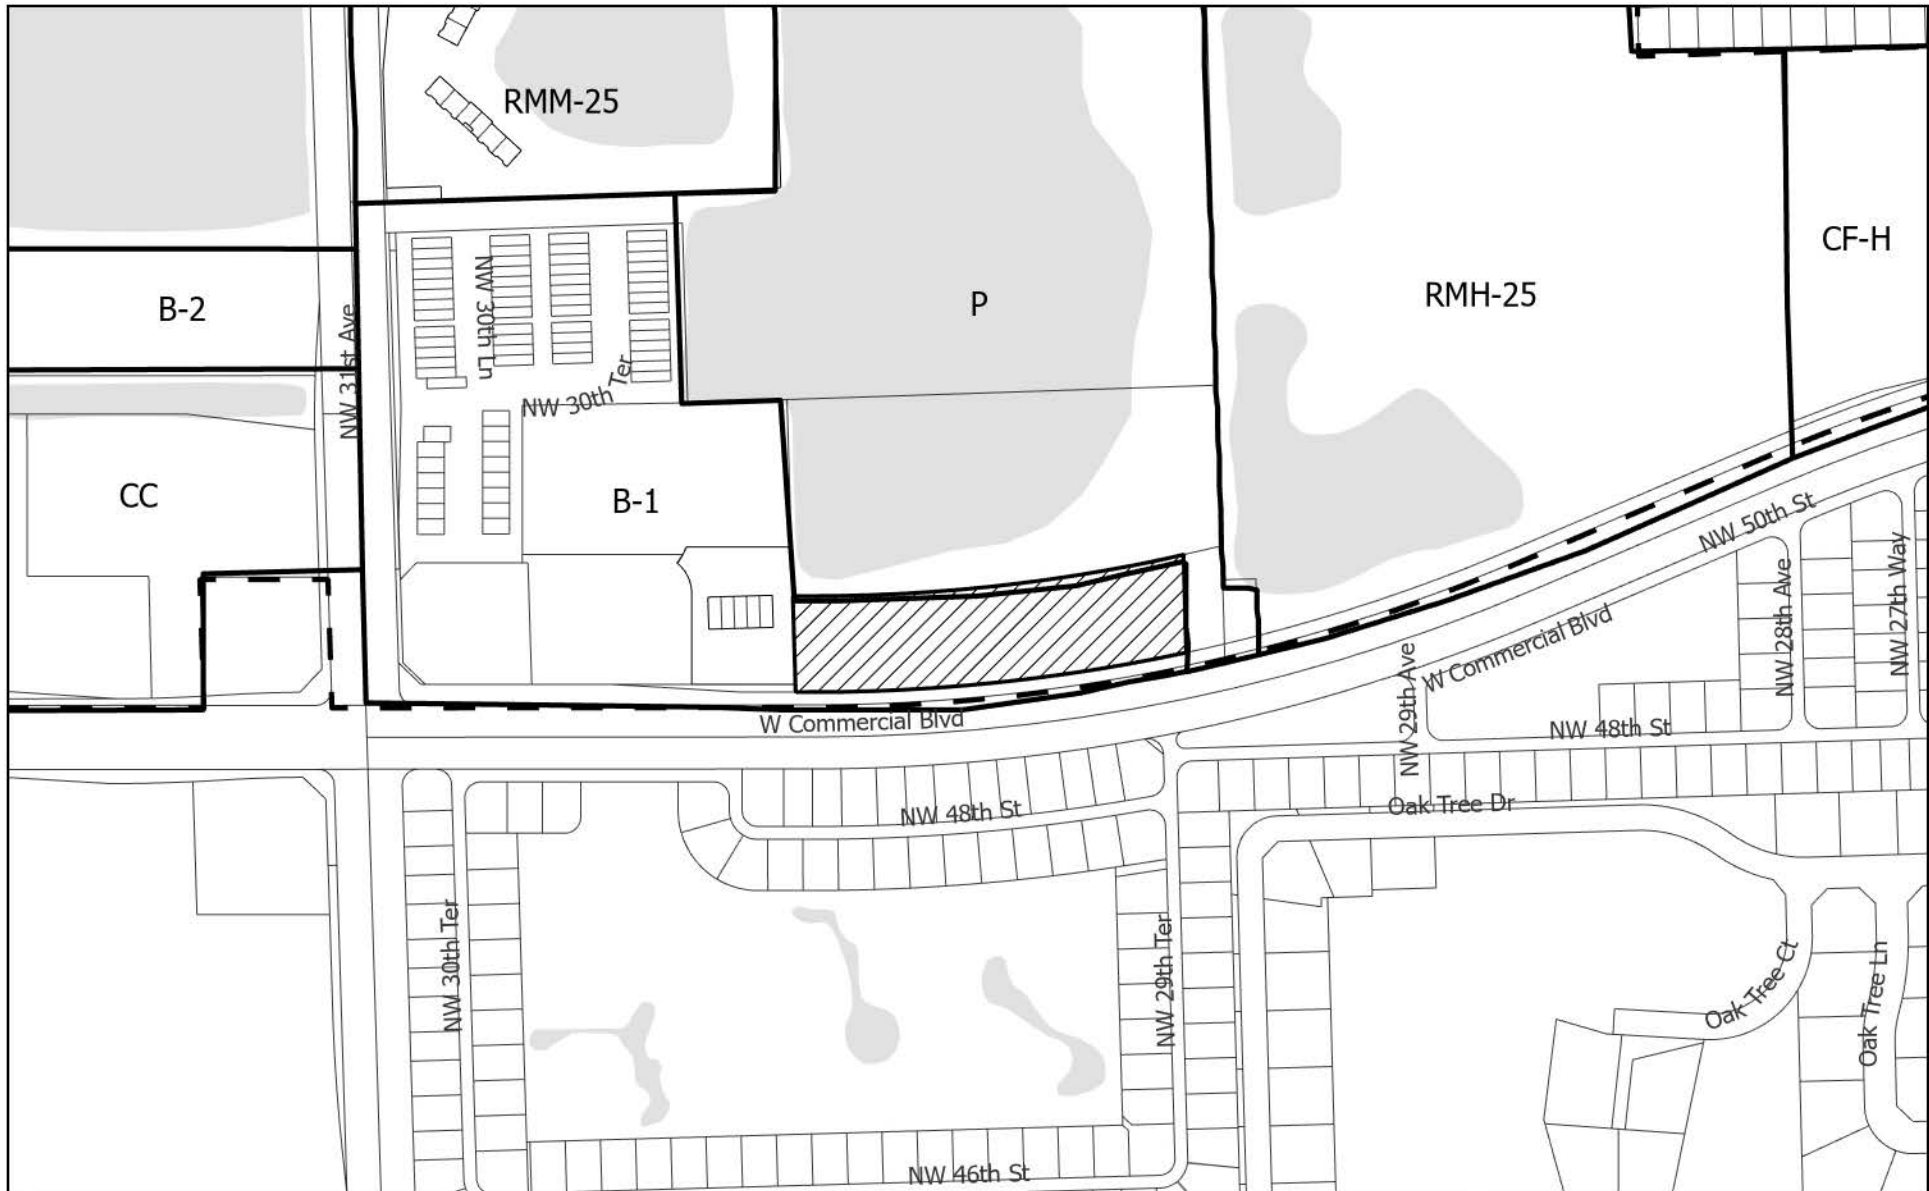 RMM-25
CF-H
P
RMH-25
B-2
NW 30th Ln
NW 31st Ave
NW 30th Ter
CC
B-1
NW 50th St
NW 28th Ave
NW 27th Way
W Commercial Blvd
NW 29th Ave
W Commercial Blvd
NW 48th St
NW 48th St
Oak Tree Dr
NW 30th Ter
NW 29th Ter
Oak Tree Ct
Oak Tree Ln
NW 46th St